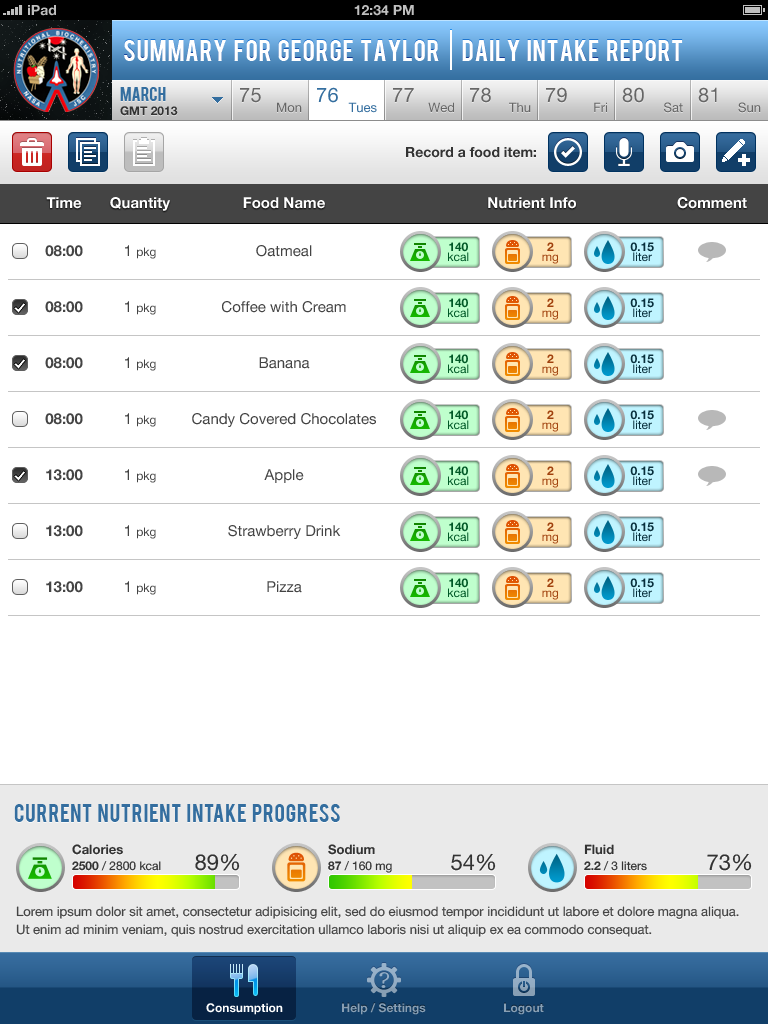 iPad 12:34 PM
NUTRITIONAL BIOCHEMISTRY
NASA JSC
SUMMARY FOR GEORGE TAYLOR | DAILY INTAKE REPORT
MARCH
GMT 2013
75 Mon 76 Tues 77 Wed 78 Thu 79 Fri 80 Sat 81 Sun
Record a food item:
Time Quantity Food Name Nutrient Info Comment
08:00 1 pkg Oatmeal 140 kcal 2 mg 0.15 liter
08:00 1 pkg Coffee with Cream 140 kcal 2 mg 0.15 liter
08:00 1 pkg Banana 140 kcal 2 mg 0.15 liter
08:00 1 pkg Candy Covered Chocolates 140 kcal 2 mg 0.15 liter
13:00 1 pkg Apple 140 kcal 2 mg 0.15 liter
13:00 1 pkg Strawberry Drink 140 kcal 2 mg 0.15 liter
13:00 1 pkg Pizza 140 kcal 2 mg 0.15 liter
CURRENT NUTRIENT INTAKE PROGRESS
Calories
2500 / 2800 kcal 89%
Sodium
87 / 160 mg 54%
Fluid
2.2 / 3 liters 73%
Lorem ipsum dolor sit amet, consectetur adipisicing elit, sed do eiusmod tempor incididunt ut labore et dolore magna aliqua.
Ut enim ad minim veniam, quis nostrud exercitation ullamco laboris nisi ut aliquip ex ea commodo consequat.
Consumption Help / Settings Logout